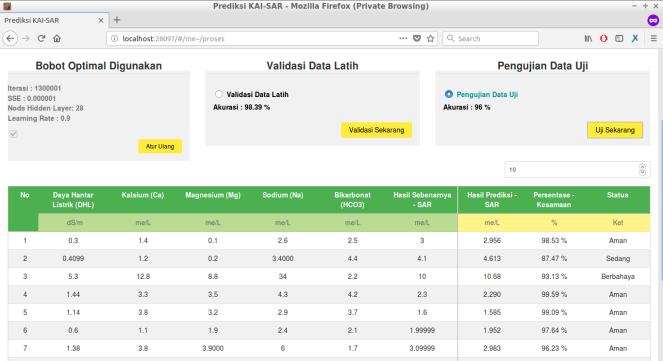 Prediksi KAI-SAR - Mozilla Firefox (Private Browsing)
Prediksi KAI-SAR
localhost:28097/#/me-/proses
Search
Bobot Optimal Digunakan
Iterasi : 1300001
SSE : 0.000001
Node Hidden Layer: 28
Learning Rate : 0.9
Atur Ulang
Validasi Data Latih
Validasi Data Latih
Akurasi : 98.39 %
Validasi Sekarang
Pengujian Data Uji
Pengujian Data Uji
Akurasi : 96 %
Uji Sekarang
10
No Daya Hantar Listrik (DHL) Kalsium (Ca) Magnesium (Mg) Sodium (Na) Bikarbonat (HCO3) Hasil Sebenarnya - SAR Hasil Prediksi - SAR Persentase - Kesamaan Status
dS/m me/L me/L me/L me/L me/L me/L % Ket
1 0.3 1.4 0.1 2.6 2.5 3 2.956 98.53 % Aman
2 0.4099 1.2 0.2 3.4000 4.4 4.1 4.613 87.47 % Sedang
3 5.3 12.8 8.8 34 2.2 10 10.68 93.13 % Berbahaya
4 1.44 3.3 3.5 4.3 4.2 2.3 2.290 99.59 % Aman
5 1.14 3.8 3.2 2.9 3.7 1.6 1.585 99.09 % Aman
6 0.6 1.1 1.9 2.4 2.1 1.99999 1.952 97.64 % Aman
7 1.38 3.8 3.9000 6 1.7 3.09999 2.983 96.23 % Aman